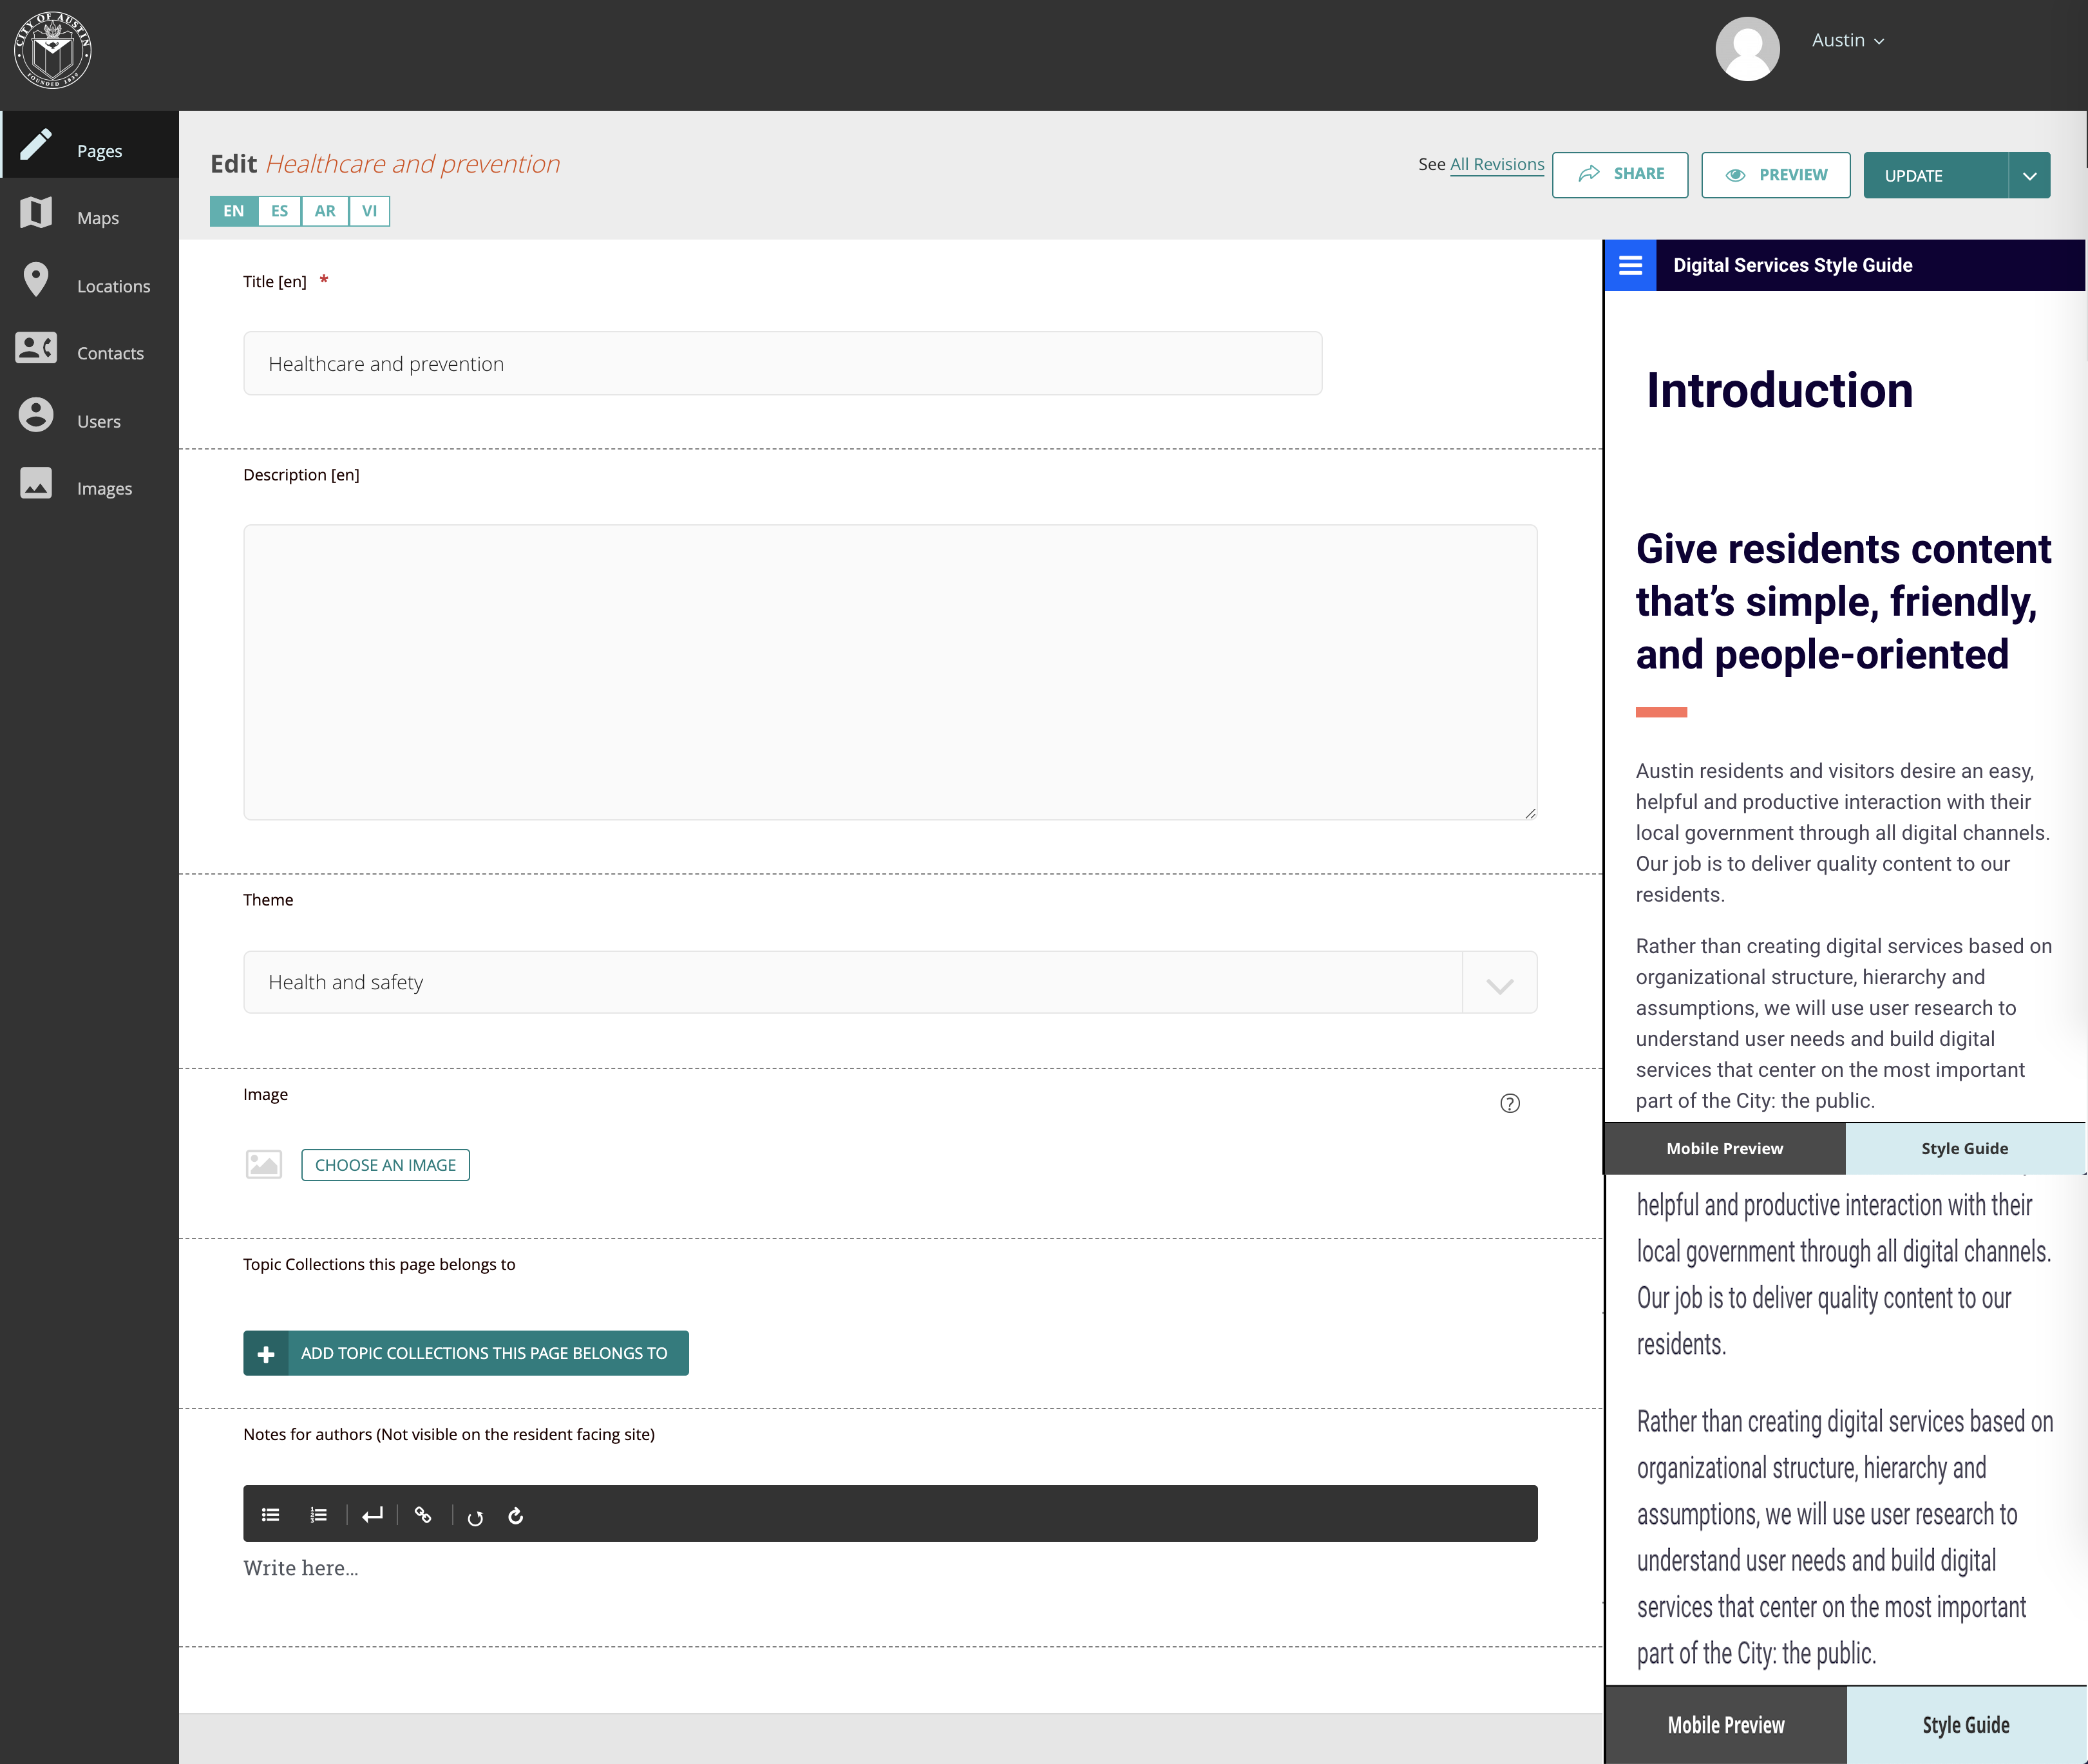 CITY OF AUSTIN
FOUNDED 1839
Austin
Pages
Maps
Locations
Contacts
Users
Images
Edit Healthcare and prevention
EN ES AR VI
See All Revisions
SHARE
PREVIEW
UPDATE
Title [en] *
Healthcare and prevention
Description [en]
Theme
Health and safety
Image
?
CHOOSE AN IMAGE
Topic Collections this page belongs to
ADD TOPIC COLLECTIONS THIS PAGE BELONGS TO
Notes for authors (Not visible on the resident facing site)
Write here...
Digital Services Style Guide
Introduction
Give residents content
that’s simple, friendly,
and people-oriented
Austin residents and visitors desire an easy,
helpful and productive interaction with their
local government through all digital channels.
Our job is to deliver quality content to our
residents.
Rather than creating digital services based on
organizational structure, hierarchy and
assumptions, we will use user research to
understand user needs and build digital
services that center on the most important
part of the City: the public.
Mobile Preview
Style Guide
helpful and productive interaction with their
local government through all digital channels.
Our job is to deliver quality content to our
residents.
Rather than creating digital services based on
organizational structure, hierarchy and
assumptions, we will use user research to
understand user needs and build digital
services that center on the most important
part of the City: the public.
Mobile Preview
Style Guide